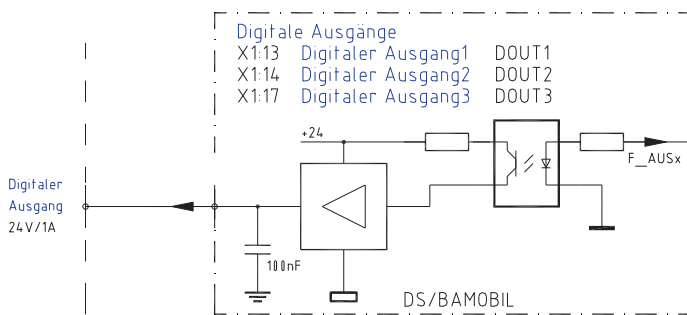 Digitale Ausgänge
X1:13 Digitaler Ausgang1 DOUT1
X1:14 Digitaler Ausgang2 DOUT2
X1:17 Digitaler Ausgang3 DOUT3
+24
F_AUSx
Digitaler
Ausgang
24V/1A
100nF
DS/BAMOBIL